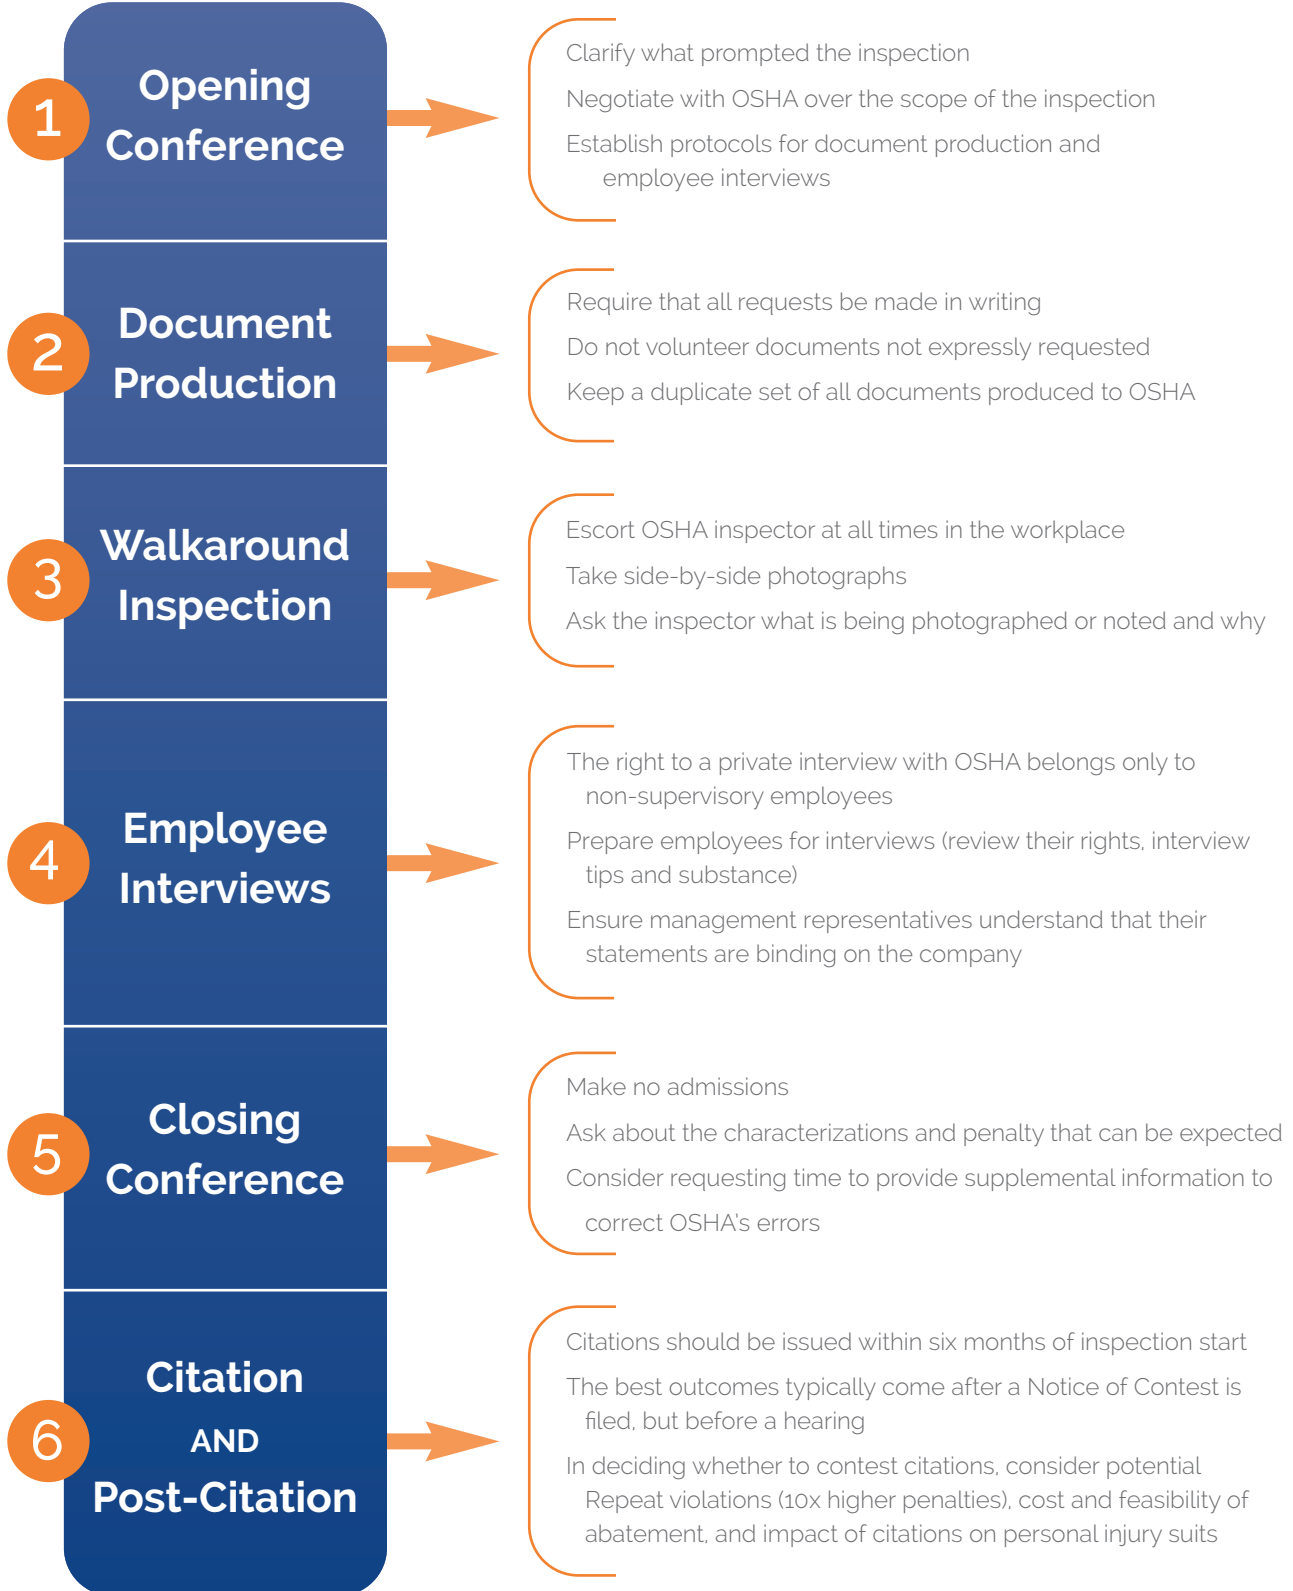 1
Opening
Conference
Clarify what prompted the inspection
Negotiate with OSHA over the scope of the inspection
Establish protocols for document production and
employee interviews
2
Document
Production
Require that all requests be made in writing
Do not volunteer documents not expressly requested
Keep a duplicate set of all documents produced to OSHA
3
Walkaround
Inspection
Escort OSHA inspector at all times in the workplace
Take side-by-side photographs
Ask the inspector what is being photographed or noted and why
4
Employee
Interviews
The right to a private interview with OSHA belongs only to
non-supervisory employees
Prepare employees for interviews (review their rights, interview
tips and substance)
Ensure management representatives understand that their
statements are binding on the company
5
Closing
Conference
Make no admissions
Ask about the characterizations and penalty that can be expected
Consider requesting time to provide supplemental information to
correct OSHA's errors
6
Citation
AND
Post-Citation
Citations should be issued within six months of inspection start
The best outcomes typically come after a Notice of Contest is
filed, but before a hearing
In deciding whether to contest citations, consider potential
Repeat violations (10x higher penalties), cost and feasibility of
abatement, and impact of citations on personal injury suits